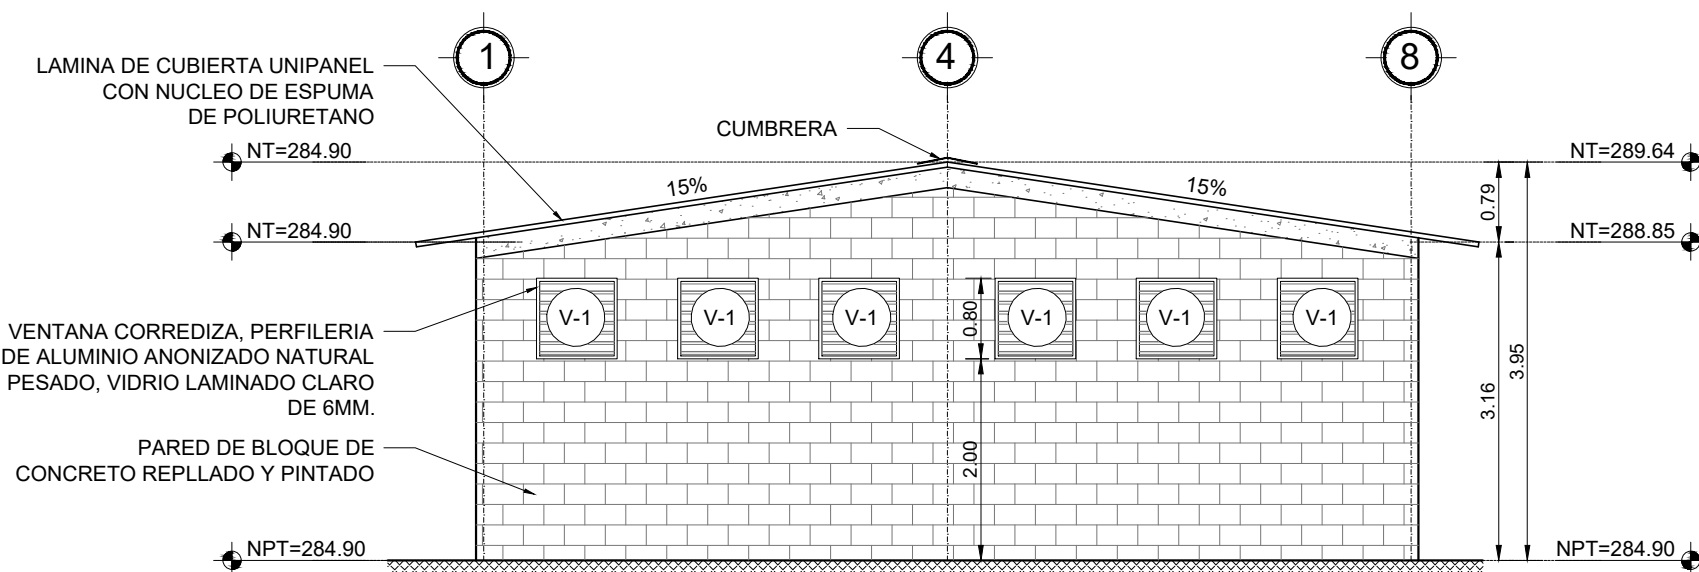 1
4
8
LAMINA DE CUBIERTA UNIPANEL
CON NUCLEO DE ESPUMA
DE POLIURETANO
CUMBRERA
NT=284.90
NT=289.64
15%
15%
0.79
NT=284.90
NT=288.85
V-1
V-1
V-1
0.80
V-1
V-1
V-1
VENTANA CORREDIZA, PERFILERIA
DE ALUMINIO ANONIZADO NATURAL
PESADO, VIDRIO LAMINADO CLARO
DE 6MM.
3.95
3.16
PARED DE BLOQUE DE
CONCRETO REPLLADO Y PINTADO
2.00
NPT=284.90
NPT=284.90